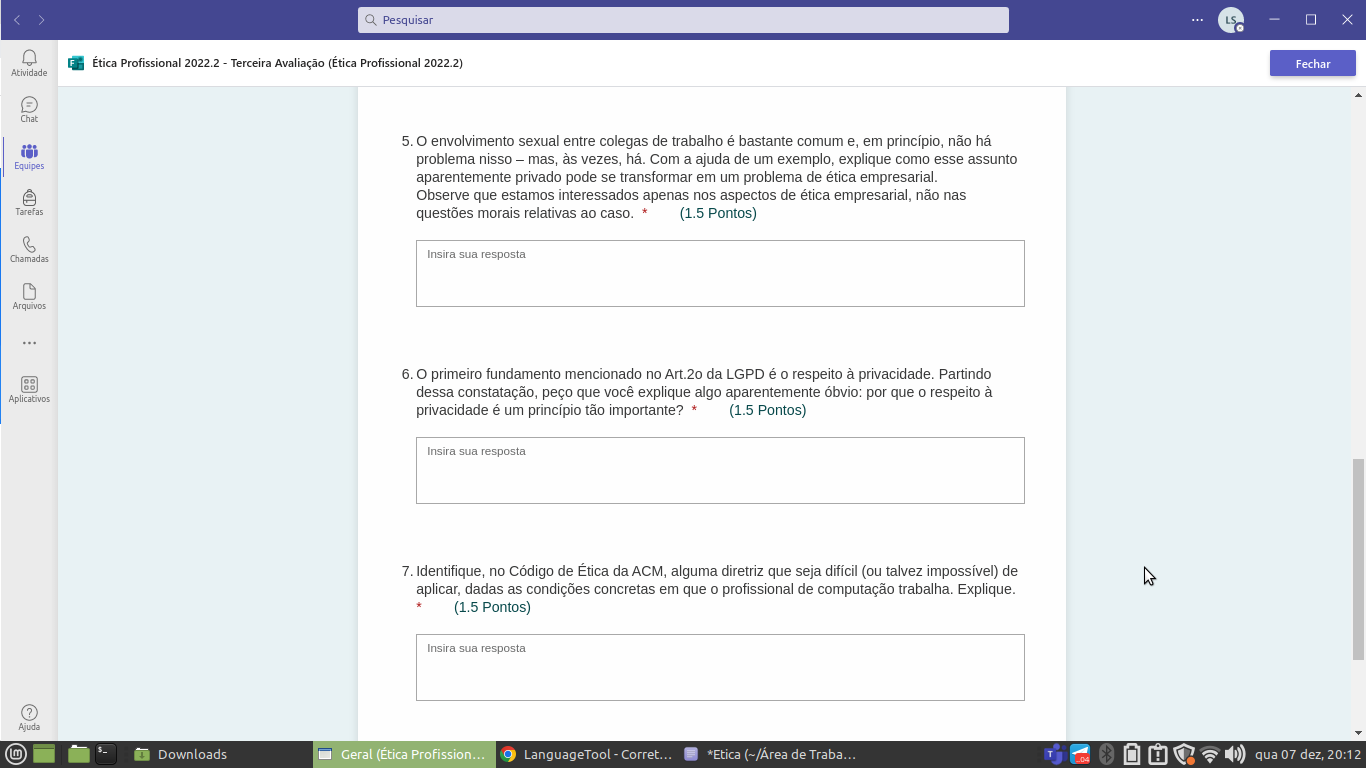 Pesquisar
LS
Ética Profissional 2022.2 - Terceira Avaliação (Ética Profissional 2022.2)
Fechar
Atividade
Chat
Equipes
Tarefas
Chamadas
Arquivos
Aplicativos
Ajuda
5. O envolvimento sexual entre colegas de trabalho é bastante comum e, em princípio, não há
problema nisso – mas, às vezes, há. Com a ajuda de um exemplo, explique como esse assunto
aparentemente privado pode se transformar em um problema de ética empresarial.
Observe que estamos interessados apenas nos aspectos de ética empresarial, não nas
questões morais relativas ao caso. * (1.5 Pontos)
Insira sua resposta
6. O primeiro fundamento mencionado no Art.2o da LGPD é o respeito à privacidade. Partindo
dessa constatação, peço que você explique algo aparentemente óbvio: por que o respeito à
privacidade é um princípio tão importante? * (1.5 Pontos)
Insira sua resposta
7. Identifique, no Código de Ética da ACM, alguma diretriz que seja difícil (ou talvez impossível) de
aplicar, dadas as condições concretas em que o profissional de computação trabalha. Explique.
* (1.5 Pontos)
Insira sua resposta
Downloads
Geral (Ética Profission...
LanguageTool - Corret...
*Etica (~/Área de Traba...
qua 07 dez, 20:12